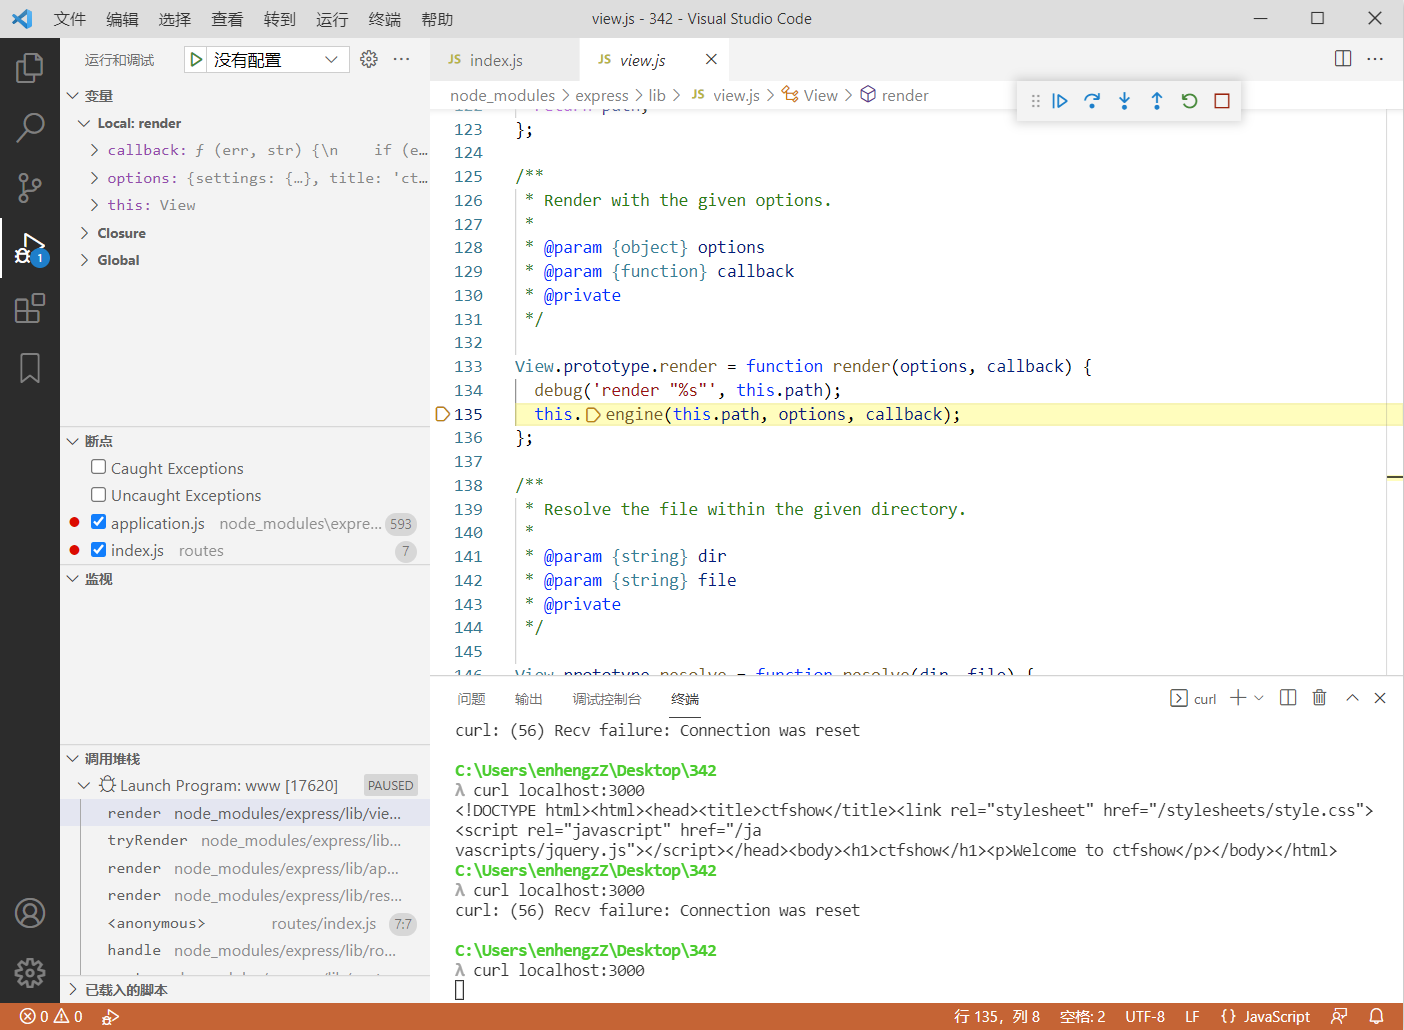 文件 编辑 选择 查看 转到 运行 终端 帮助 view.js - 342 - Visual Studio Code
运行和调试 没有配置
变量
Local: render
callback: ƒ (err, str) {\n if (e…
options: {settings: {…}, title: 'ct…
this: View
Closure
Global
断点
Caught Exceptions
Uncaught Exceptions
application.js node_modules\expre... 593
index.js routes 7
监视
调用堆栈
Launch Program: www [17620] PAUSED
render node_modules/express/lib/vie...
tryRender node_modules/express/lib...
render node_modules/express/lib/ap...
render node_modules/express/lib/res...
<anonymous> routes/index.js 7:7
handle node_modules/express/lib/ro...
已载入的脚本
JS index.js JS view.js
node_modules > express > lib > JS view.js > View > render
122 return path;
123 };
124
125 /**
126 * Render with the given options.
127 *
128 * @param {object} options
129 * @param {function} callback
130 * @private
131 */
132
133 View.prototype.render = function render(options, callback) {
134 debug('render "%s"', this.path);
135 this.engine(this.path, options, callback);
136 };
137
138 /**
139 * Resolve the file within the given directory.
140 *
141 * @param {string} dir
142 * @param {string} file
143 * @private
144 */
145
146 View.prototype.resolve = function resolve(dir, file) {
问题 输出 调试控制台 终端 curl
curl: (56) Recv failure: Connection was reset
C:\Users\enhengzZ\Desktop\342
λ curl localhost:3000
<!DOCTYPE html><html><head><title>ctfshow</title><link rel="stylesheet" href="/stylesheets/style.css">
<script rel="javascript" href="/ja
vascripts/jquery.js"></script></head><body><h1>ctfshow</h1><p>Welcome to ctfshow</p></body></html>
C:\Users\enhengzZ\Desktop\342
λ curl localhost:3000
curl: (56) Recv failure: Connection was reset
C:\Users\enhengzZ\Desktop\342
λ curl localhost:3000
1
0 0 行 135，列 8 空格: 2 UTF-8 LF {} JavaScript